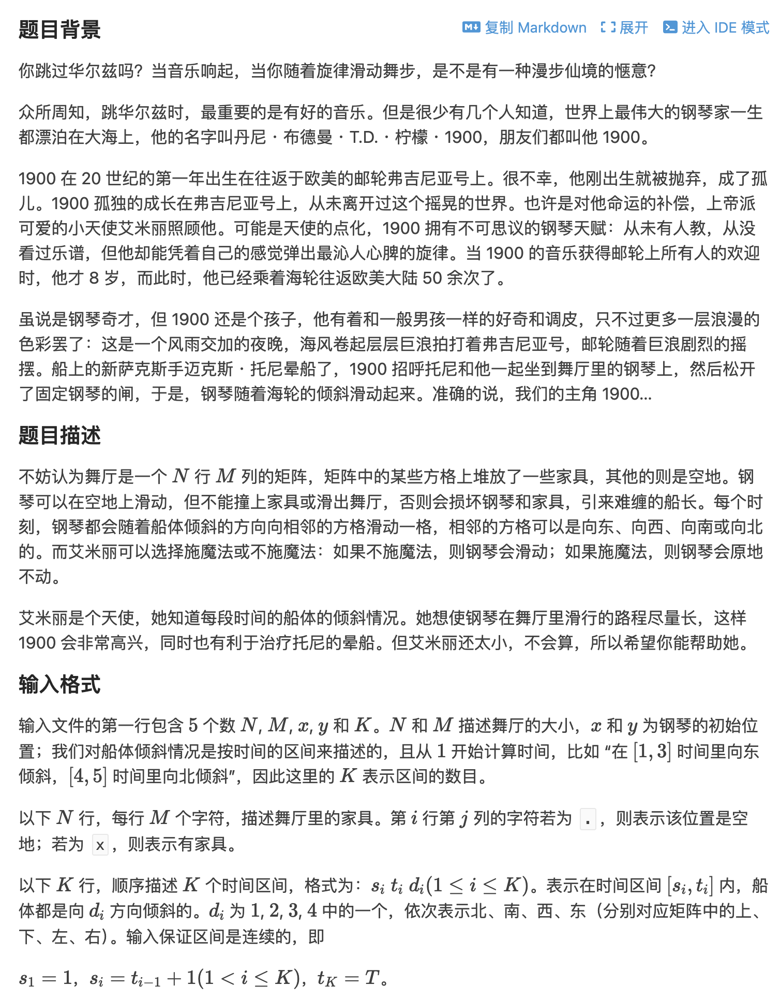 题目背景
复制 Markdown 展开 进入 IDE 模式
你跳过华尔兹吗？当音乐响起，当你随着旋律滑动舞步，是不是有一种漫步仙境的惬意？
众所周知，跳华尔兹时，最重要的是有好的音乐。但是很少有几个人知道，世界上最伟大的钢琴家一生
都漂泊在大海上，他的名字叫丹尼・布德曼・T.D.・柠檬・1900，朋友们都叫他 1900。
1900 在 20 世纪的第一年出生在往返于欧美的邮轮弗吉尼亚号上。很不幸，他刚出生就被抛弃，成了孤
儿。1900 孤独的成长在弗吉尼亚号上，从未离开过这个摇晃的世界。也许是对他命运的补偿，上帝派
可爱的小天使艾米丽照顾他。可能是天使的点化，1900 拥有不可思议的钢琴天赋：从未有人教，从没
看过乐谱，但他却能凭着自己的感觉弹出最沁人心脾的旋律。当 1900 的音乐获得邮轮上所有人的欢迎
时，他才 8 岁，而此时，他已经乘着海轮往返欧美大陆 50 余次了。
虽说是钢琴奇才，但 1900 还是个孩子，他有着和一般男孩一样的好奇和调皮，只不过更多一层浪漫的
色彩罢了：这是一个风雨交加的夜晚，海风卷起层层巨浪拍打着弗吉尼亚号，邮轮随着巨浪剧烈的摇
摆。船上的新萨克斯手迈克斯・托尼晕船了，1900 招呼托尼和他一起坐到舞厅里的钢琴上，然后松开
了固定钢琴的闸，于是，钢琴随着海轮的倾斜滑动起来。准确的说，我们的主角 1900...
题目描述
不妨认为舞厅是一个 N 行 M 列的矩阵，矩阵中的某些方格上堆放了一些家具，其他的则是空地。钢
琴可以在空地上滑动，但不能撞上家具或滑出舞厅，否则会损坏钢琴和家具，引来难缠的船长。每个时
刻，钢琴都会随着船体倾斜的方向向相邻的方格滑动一格，相邻的方格可以是向东、向西、向南或向北
的。而艾米丽可以选择施魔法或不施魔法：如果不施魔法，则钢琴会滑动；如果施魔法，则钢琴会原地
不动。
艾米丽是个天使，她知道每段时间的船体的倾斜情况。她想使钢琴在舞厅里滑行的路程尽量长，这样
1900 会非常高兴，同时也有利于治疗托尼的晕船。但艾米丽还太小，不会算，所以希望你能帮助她。
输入格式
输入文件的第一行包含 5 个数 N, M, x, y 和 K。N 和 M 描述舞厅的大小，x 和 y 为钢琴的初始位
置；我们对船体倾斜情况是按时间的区间来描述的，且从 1 开始计算时间，比如 “在 [1, 3] 时间里向东
倾斜，[4, 5] 时间里向北倾斜”，因此这里的 K 表示区间的数目。
以下 N 行，每行 M 个字符，描述舞厅里的家具。第 i 行第 j 列的字符若为 .，则表示该位置是空
地；若为 x，则表示有家具。
以下 K 行，顺序描述 K 个时间区间，格式为：s_i t_i d_i(1 ≤ i ≤ K)。表示在时间区间 [s_i, t_i] 内，船
体都是向 d_i 方向倾斜的。d_i 为 1, 2, 3, 4 中的一个，依次表示北、南、西、东（分别对应矩阵中的上、
下、左、右）。输入保证区间是连续的，即
s_1 = 1，s_i = t_{i−1} + 1(1 < i ≤ K)，t_K = T。